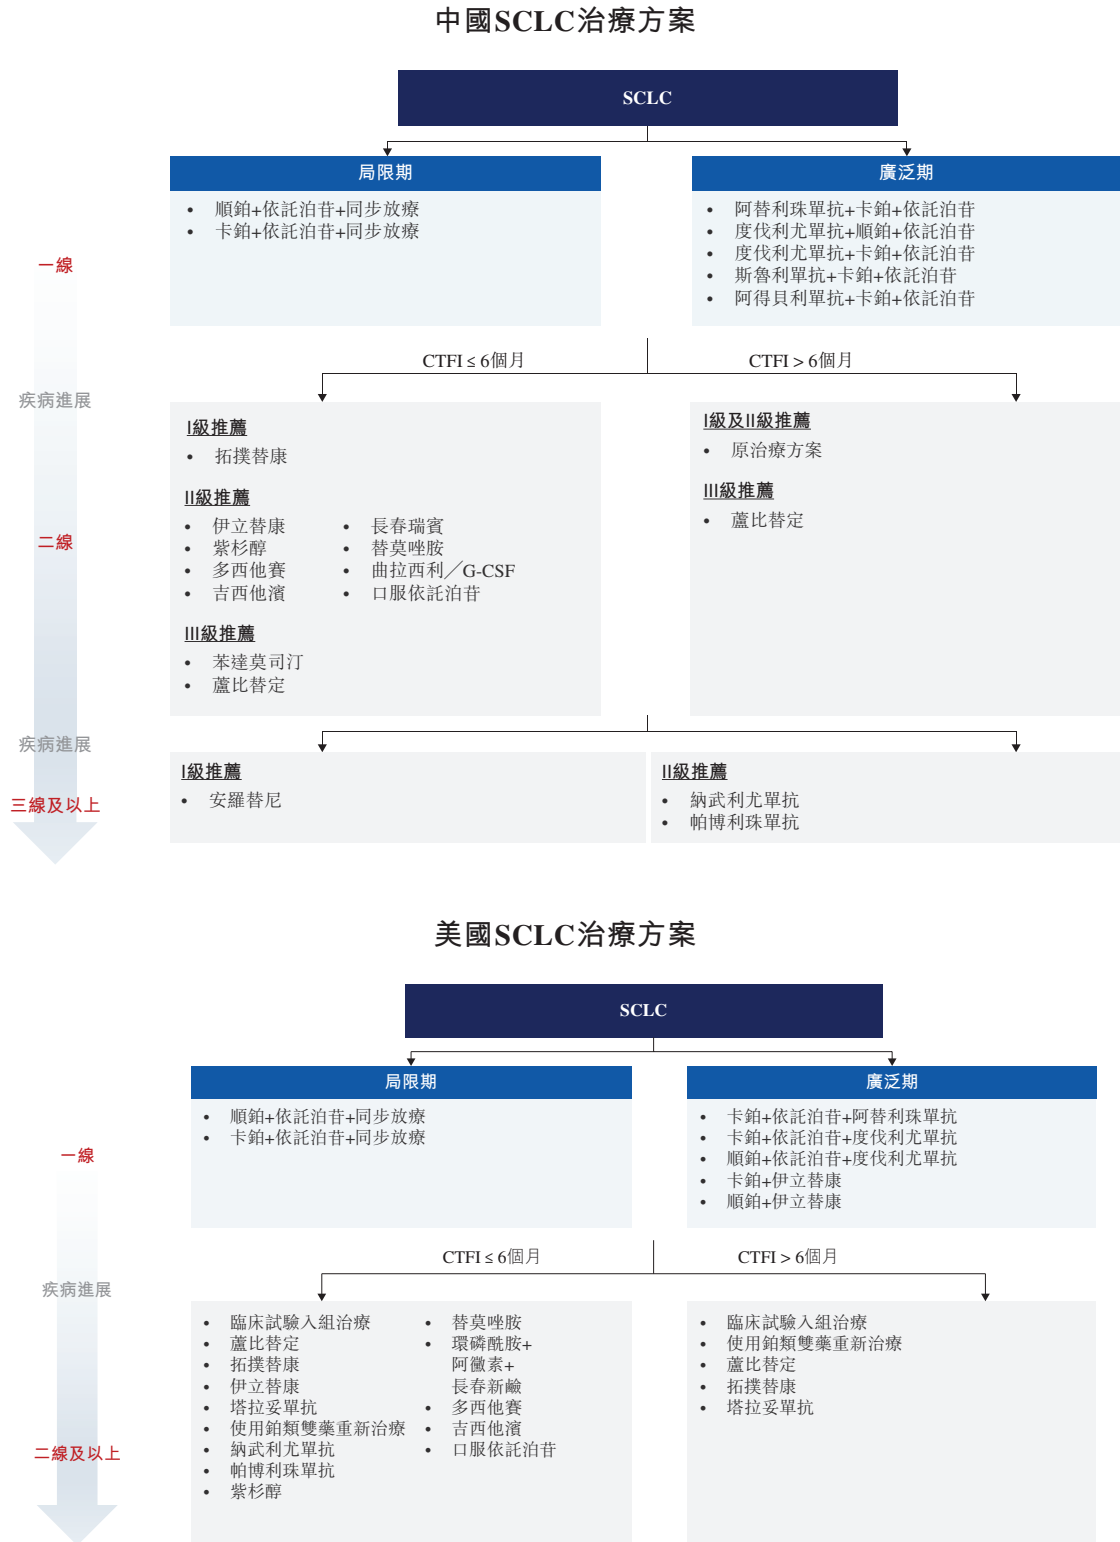 中國SCLC治療方案
SCLC
局限期
• 順鉑+依託泊苷+同步放療
• 卡鉑+依託泊苷+同步放療
廣泛期
• 阿替利珠單抗+卡鉑+依託泊苷
• 度伐利尤單抗+順鉑+依託泊苷
• 度伐利尤單抗+卡鉑+依託泊苷
• 斯魯利單抗+卡鉑+依託泊苷
• 阿得貝利單抗+卡鉑+依託泊苷
一線
CTFI ≤ 6個月
CTFI > 6個月
疾病進展
I級推薦
• 拓撲替康
II級推薦
• 伊立替康
• 紫杉醇
• 多西他賽
• 吉西他濱
• 長春瑞賓
• 替莫唑胺
• 曲拉西利／G-CSF
• 口服依託泊苷
III級推薦
• 苯達莫司汀
• 蘆比替定
I級及II級推薦
• 原治療方案
III級推薦
• 蘆比替定
二線
疾病進展
I級推薦
• 安羅替尼
II級推薦
• 納武利尤單抗
• 帕博利珠單抗
三線及以上
美國SCLC治療方案
SCLC
局限期
• 順鉑+依託泊苷+同步放療
• 卡鉑+依託泊苷+同步放療
廣泛期
• 卡鉑+依託泊苷+阿替利珠單抗
• 卡鉑+依託泊苷+度伐利尤單抗
• 順鉑+依託泊苷+度伐利尤單抗
• 卡鉑+伊立替康
• 順鉑+伊立替康
一線
CTFI ≤ 6個月
CTFI > 6個月
疾病進展
• 臨床試驗入組治療
• 蘆比替定
• 拓撲替康
• 伊立替康
• 塔拉妥單抗
• 使用鉑類雙藥重新治療
• 納武利尤單抗
• 帕博利珠單抗
• 紫杉醇
• 替莫唑胺
• 環磷酰胺+
阿黴素+
長春新鹼
• 多西他賽
• 吉西他濱
• 口服依託泊苷
• 臨床試驗入組治療
• 使用鉑類雙藥重新治療
• 蘆比替定
• 拓撲替康
• 塔拉妥單抗
二線及以上